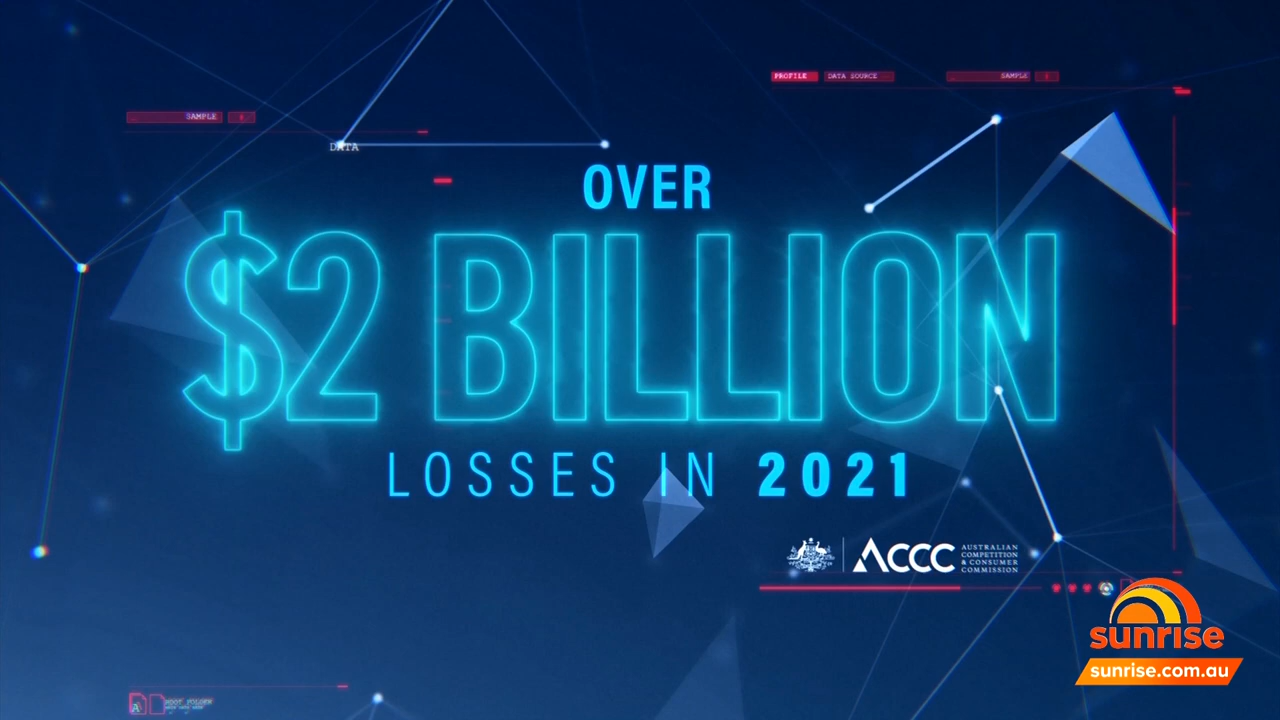 PROFILE DATA SOURCE SAMPLE
SAMPLE
DATA
OVER
$2 BILLION
LOSSES IN 2021
ACCC
AUSTRALIAN
COMPETITION
& CONSUMER
COMMISSION
sunrise
sunrise.com.au